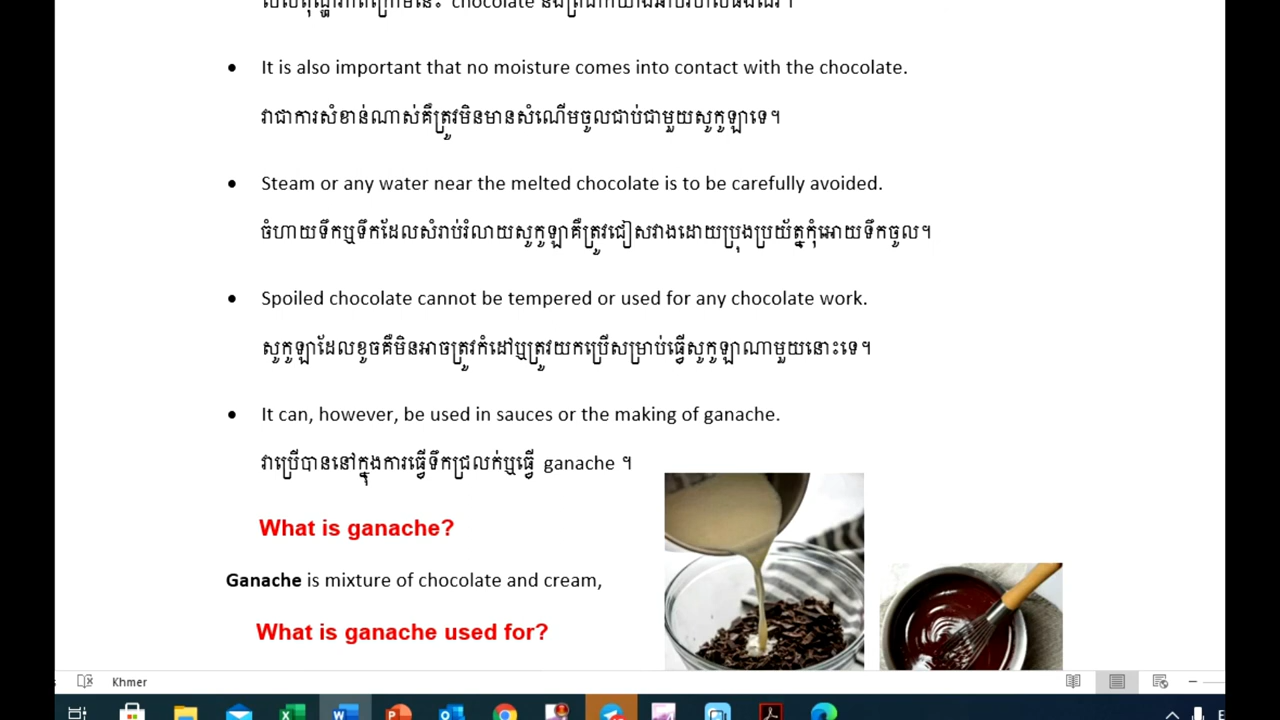 chocolate
It is also important that no moisture comes into contact with the chocolate.
វាជាការសំខាន់ណាស់គឺត្រូវមិនមានសំណើមចូលជាប់ជាមួយសូកូឡាទេ។
Steam or any water near the melted chocolate is to be carefully avoided.
ចំហាយទឹកឬទឹកដែលសំរាប់រំលាយសូកូឡាគឺត្រូវជៀសវាងដោយប្រុងប្រយ័ត្នកុំអោយទឹកចូល។
Spoiled chocolate cannot be tempered or used for any chocolate work.
សូកូឡាដែលខូចគឺមិនអាចត្រូវកំដៅឬត្រូវយកប្រើសម្រាប់ធ្វើសូកូឡាណាមួយនោះទេ។
It can, however, be used in sauces or the making of ganache.
វាប្រើបាននៅក្នុងការធ្វើទឹកជ្រលក់ឬធ្វើ ganache ។
What is ganache?
Ganache is mixture of chocolate and cream,
What is ganache used for?
Khmer